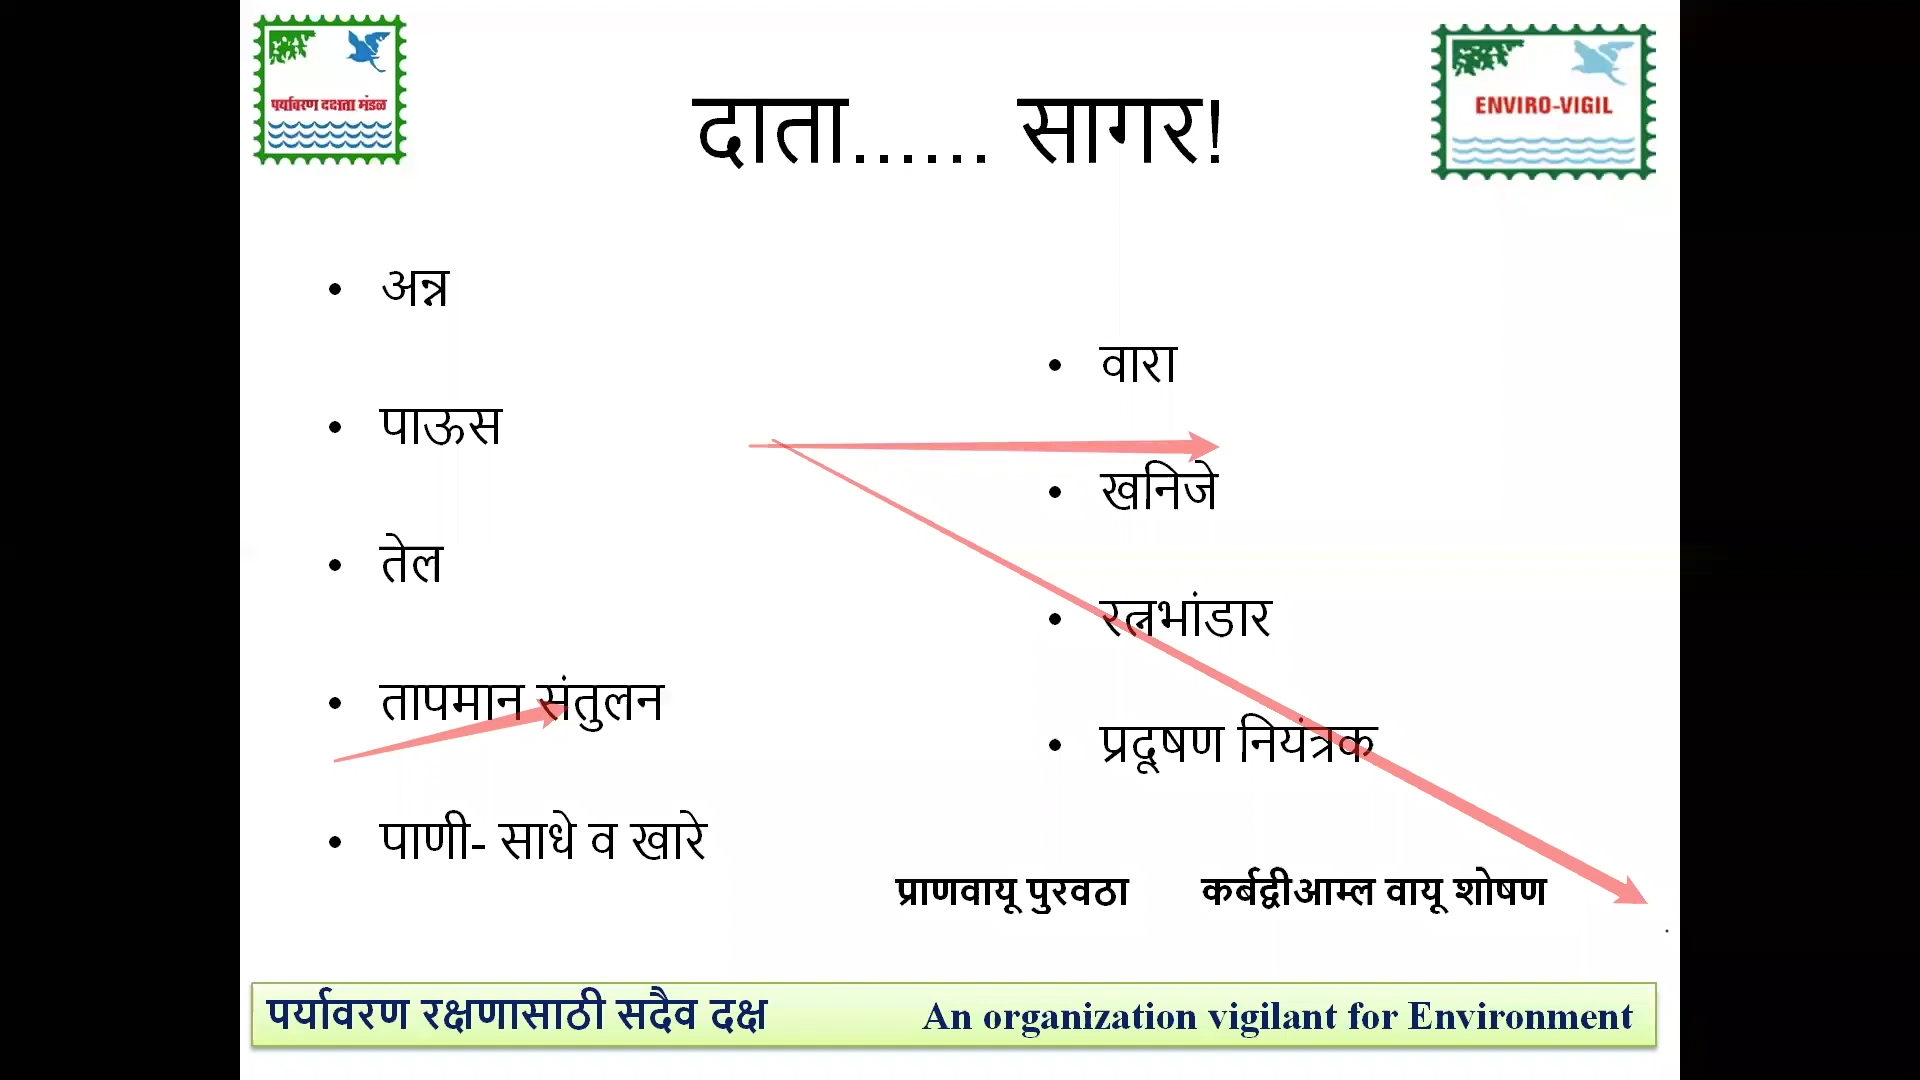 पर्यावरण दक्षता मंडळ
ENVIRO-VIGIL
दाता...... सागर!
• अन्न
• पाऊस
• तेल
• तापमान संतुलन
• पाणी- साधे व खारे
• वारा
• खनिजे
• रत्नभांडार
• प्रदूषण नियंत्रक
प्राणवायू पुरवठा कर्बद्वीआम्ल वायू शोषण
पर्यावरण रक्षणासाठी सदैव दक्ष An organization vigilant for Environment